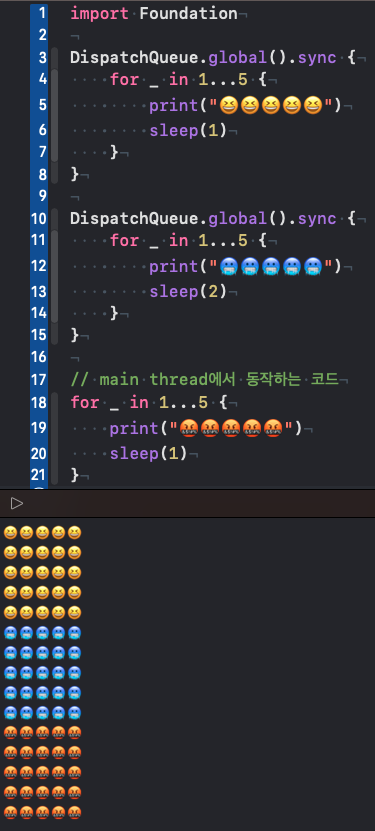 1 import Foundation
2
3 DispatchQueue.global().sync {
4     for _ in 1...5 {
5         print("😆😆😆😆😆")
6         sleep(1)
7     }
8 }
9
10 DispatchQueue.global().sync {
11     for _ in 1...5 {
12         print("🥶🥶🥶🥶🥶")
13         sleep(2)
14     }
15 }
16
17 // main thread에서 동작하는 코드
18 for _ in 1...5 {
19     print("🤬🤬🤬🤬🤬")
20     sleep(1)
21 }
😆😆😆😆😆
😆😆😆😆😆
😆😆😆😆😆
😆😆😆😆😆
😆😆😆😆😆
🥶🥶🥶🥶🥶
🥶🥶🥶🥶🥶
🥶🥶🥶🥶🥶
🥶🥶🥶🥶🥶
🥶🥶🥶🥶🥶
🤬🤬🤬🤬🤬
🤬🤬🤬🤬🤬
🤬🤬🤬🤬🤬
🤬🤬🤬🤬🤬
🤬🤬🤬🤬🤬